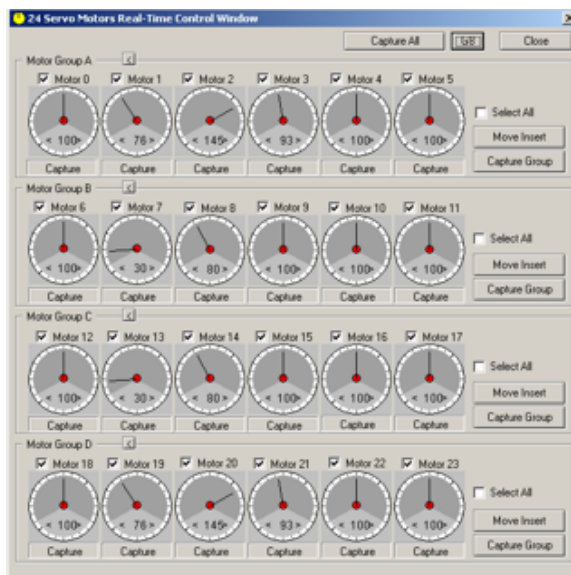 24 Servo Motors Real-Time Control Window
Capture All GB Close
Motor Group A <
Motor 0 Motor 1 Motor 2 Motor 3 Motor 4 Motor 5
Select All
Move Insert
< 100> < 76 > < 145> < 93 > < 100> < 100>
Capture Capture Capture Capture Capture Capture Capture Group
Motor Group B <
Motor 6 Motor 7 Motor 8 Motor 9 Motor 10 Motor 11
Select All
< 100> < 30 > < 80 > < 100> < 100> < 100>
Move Insert
Capture Capture Capture Capture Capture Capture Capture Group
Motor Group C <
Motor 12 Motor 13 Motor 14 Motor 15 Motor 16 Motor 17
Select All
< 100> < 30 > < 80 > < 100> < 100> < 100>
Move Insert
Capture Capture Capture Capture Capture Capture Capture Group
Motor Group D <
Motor 18 Motor 19 Motor 20 Motor 21 Motor 22 Motor 23
Select All
< 100> < 76 > < 145> < 93 > < 100> < 100>
Move Insert
Capture Capture Capture Capture Capture Capture Capture Group